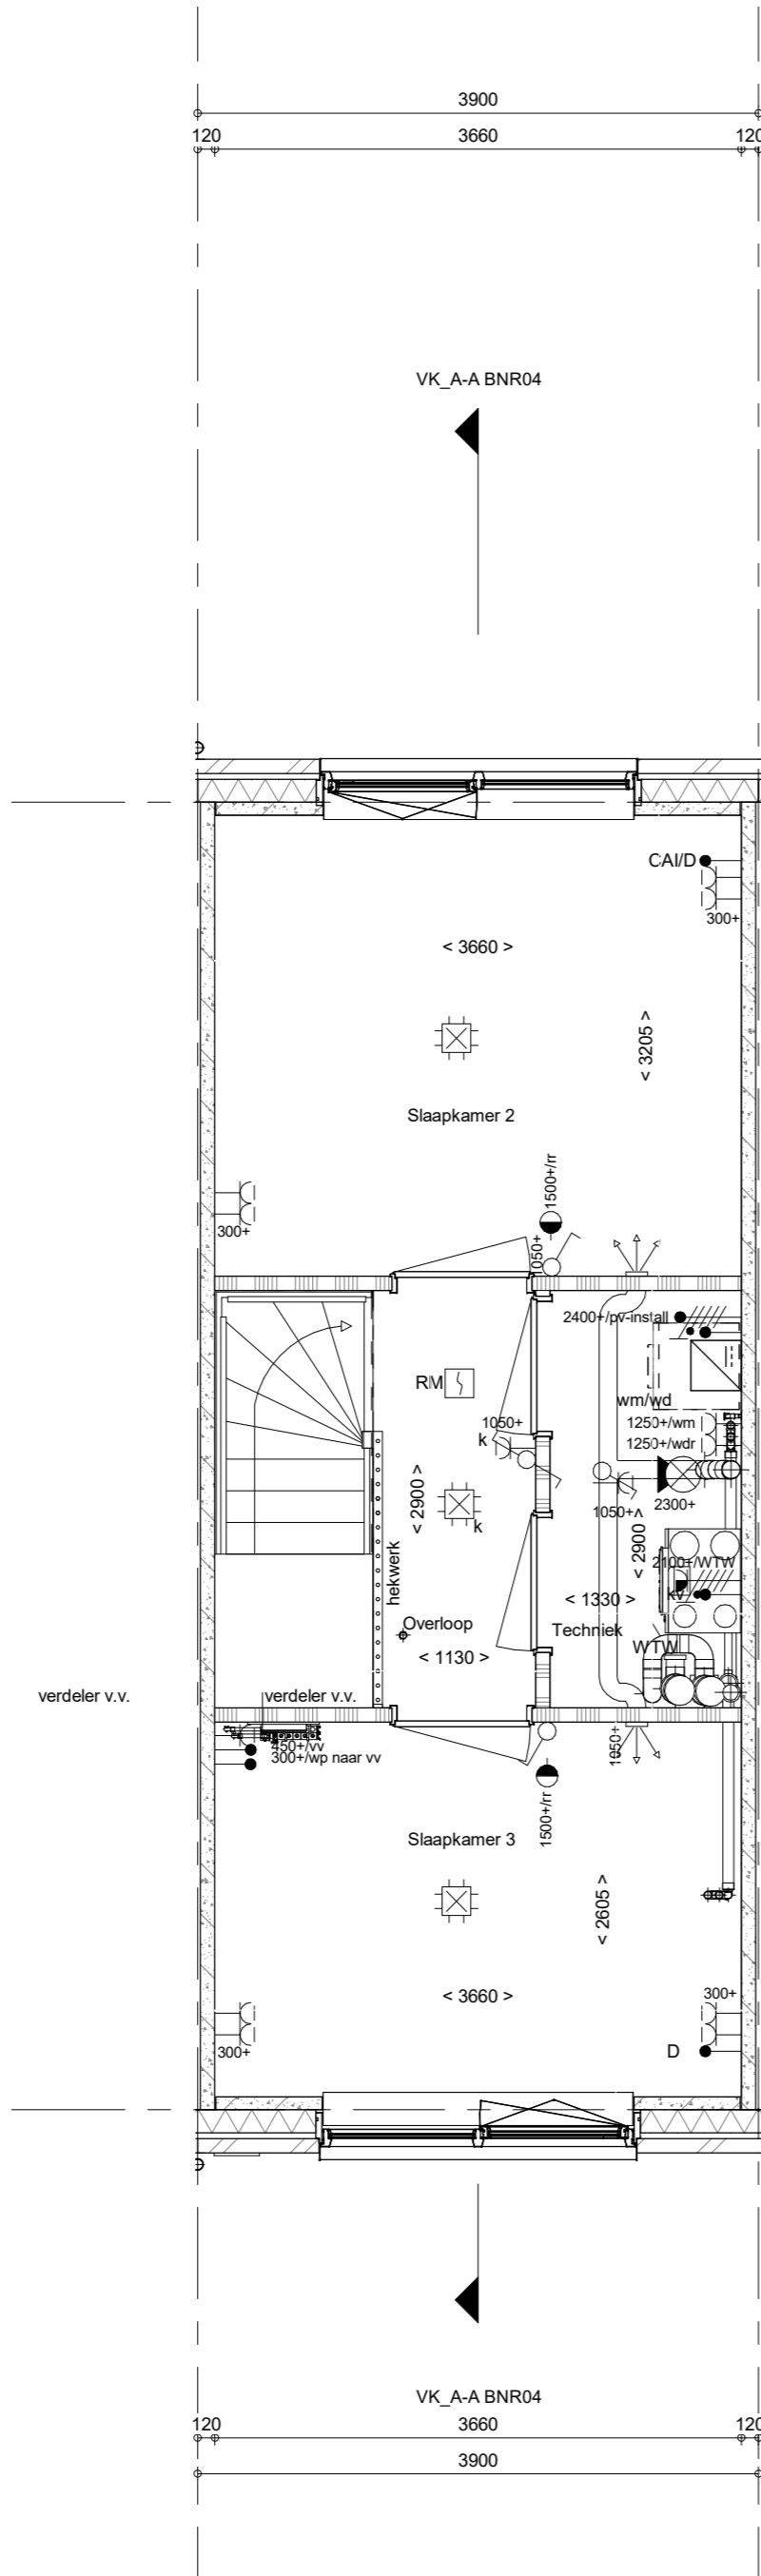 3900
120 3660 120
VK_A-A BNR04
CAI/D
300+
< 3660 >
< 3205 >
Slaapkamer 2
1500+/rr
300+
1050+
2400+/pv-install
RM
wm/wd
1050+
k
1250+/wm
1250+/wdr
< 2900 >
2300+
k
1050+
< 2900 >
hekwerk
2100+/WTW
kv
< 1330 >
Overloop
Techniek
< 1130 >
WTW
verdeler v.v.
verdeler v.v.
450+/vv
300+/wp naar vv
1050+
1500+/rr
Slaapkamer 3
< 2605 >
< 3660 >
300+
300+
D
VK_A-A BNR04
120 3660 120
3900